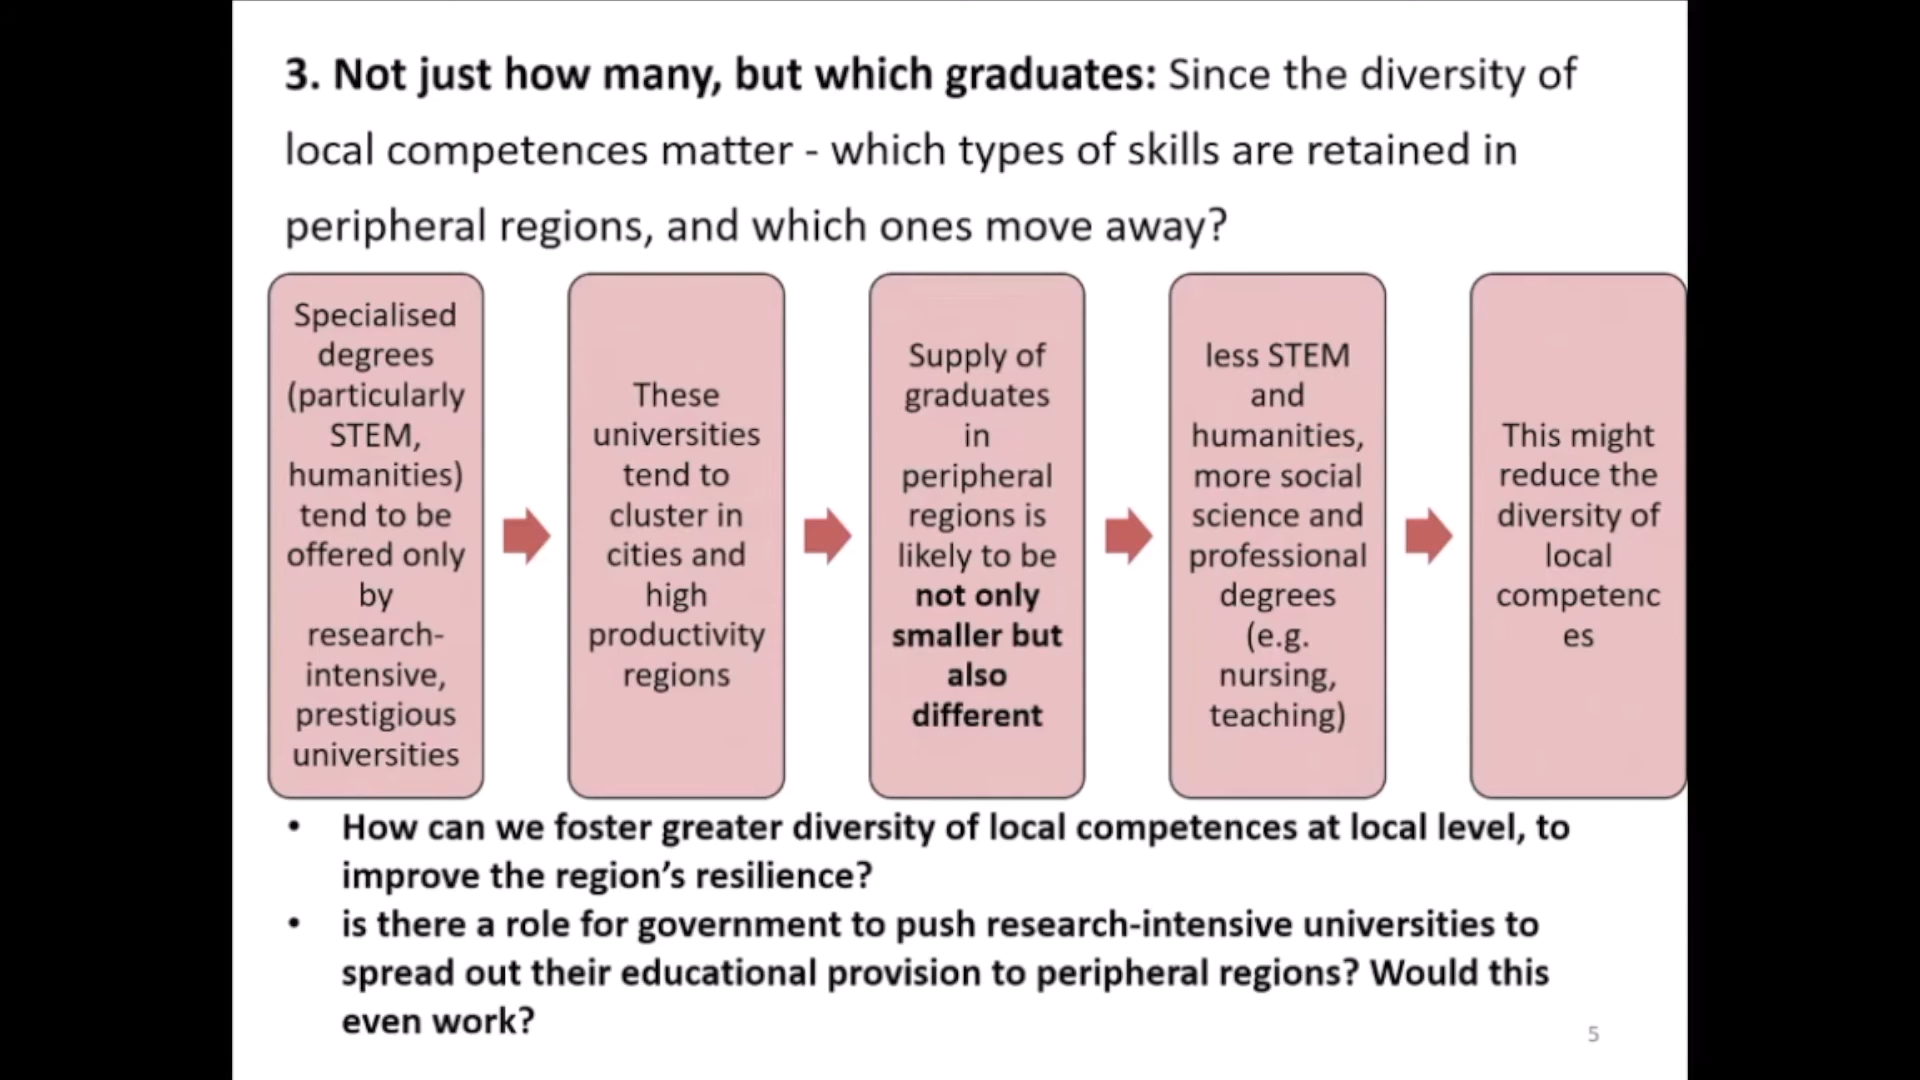 3. Not just how many, but which graduates: Since the diversity of
local competences matter - which types of skills are retained in
peripheral regions, and which ones move away?
Specialised
degrees
(particularly
STEM,
humanities)
tend to be
offered only
by
research-
intensive,
prestigious
universities
These
universities
tend to
cluster in
cities and
high
productivity
regions
Supply of
graduates
in
peripheral
regions is
likely to be
not only
smaller but
also
different
less STEM
and
humanities,
more social
science and
professional
degrees
(e.g.
nursing,
teaching)
This might
reduce the
diversity of
local
competenc
es
• How can we foster greater diversity of local competences at local level, to
improve the region’s resilience?
• is there a role for government to push research-intensive universities to
spread out their educational provision to peripheral regions? Would this
even work?
5